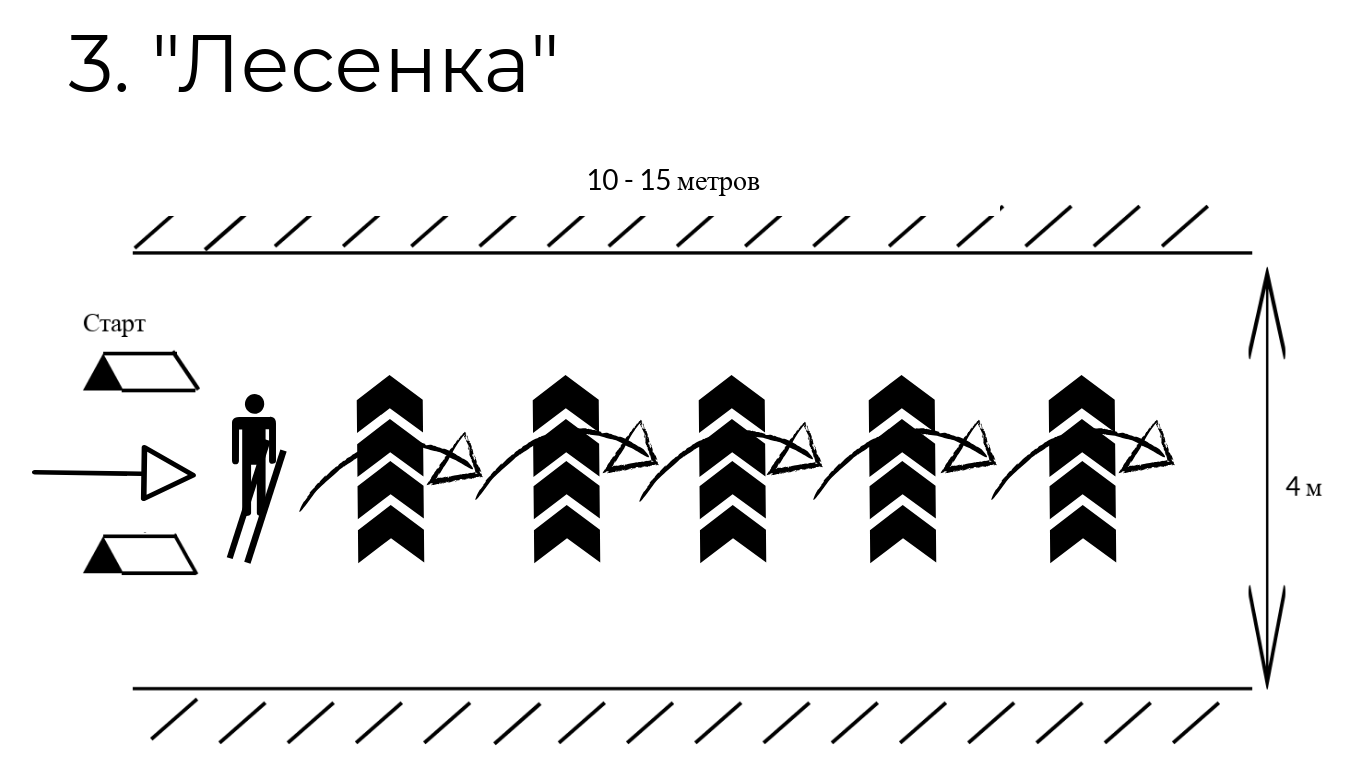 3. "Лесенка"
10 - 15 метров
Старт
4 м